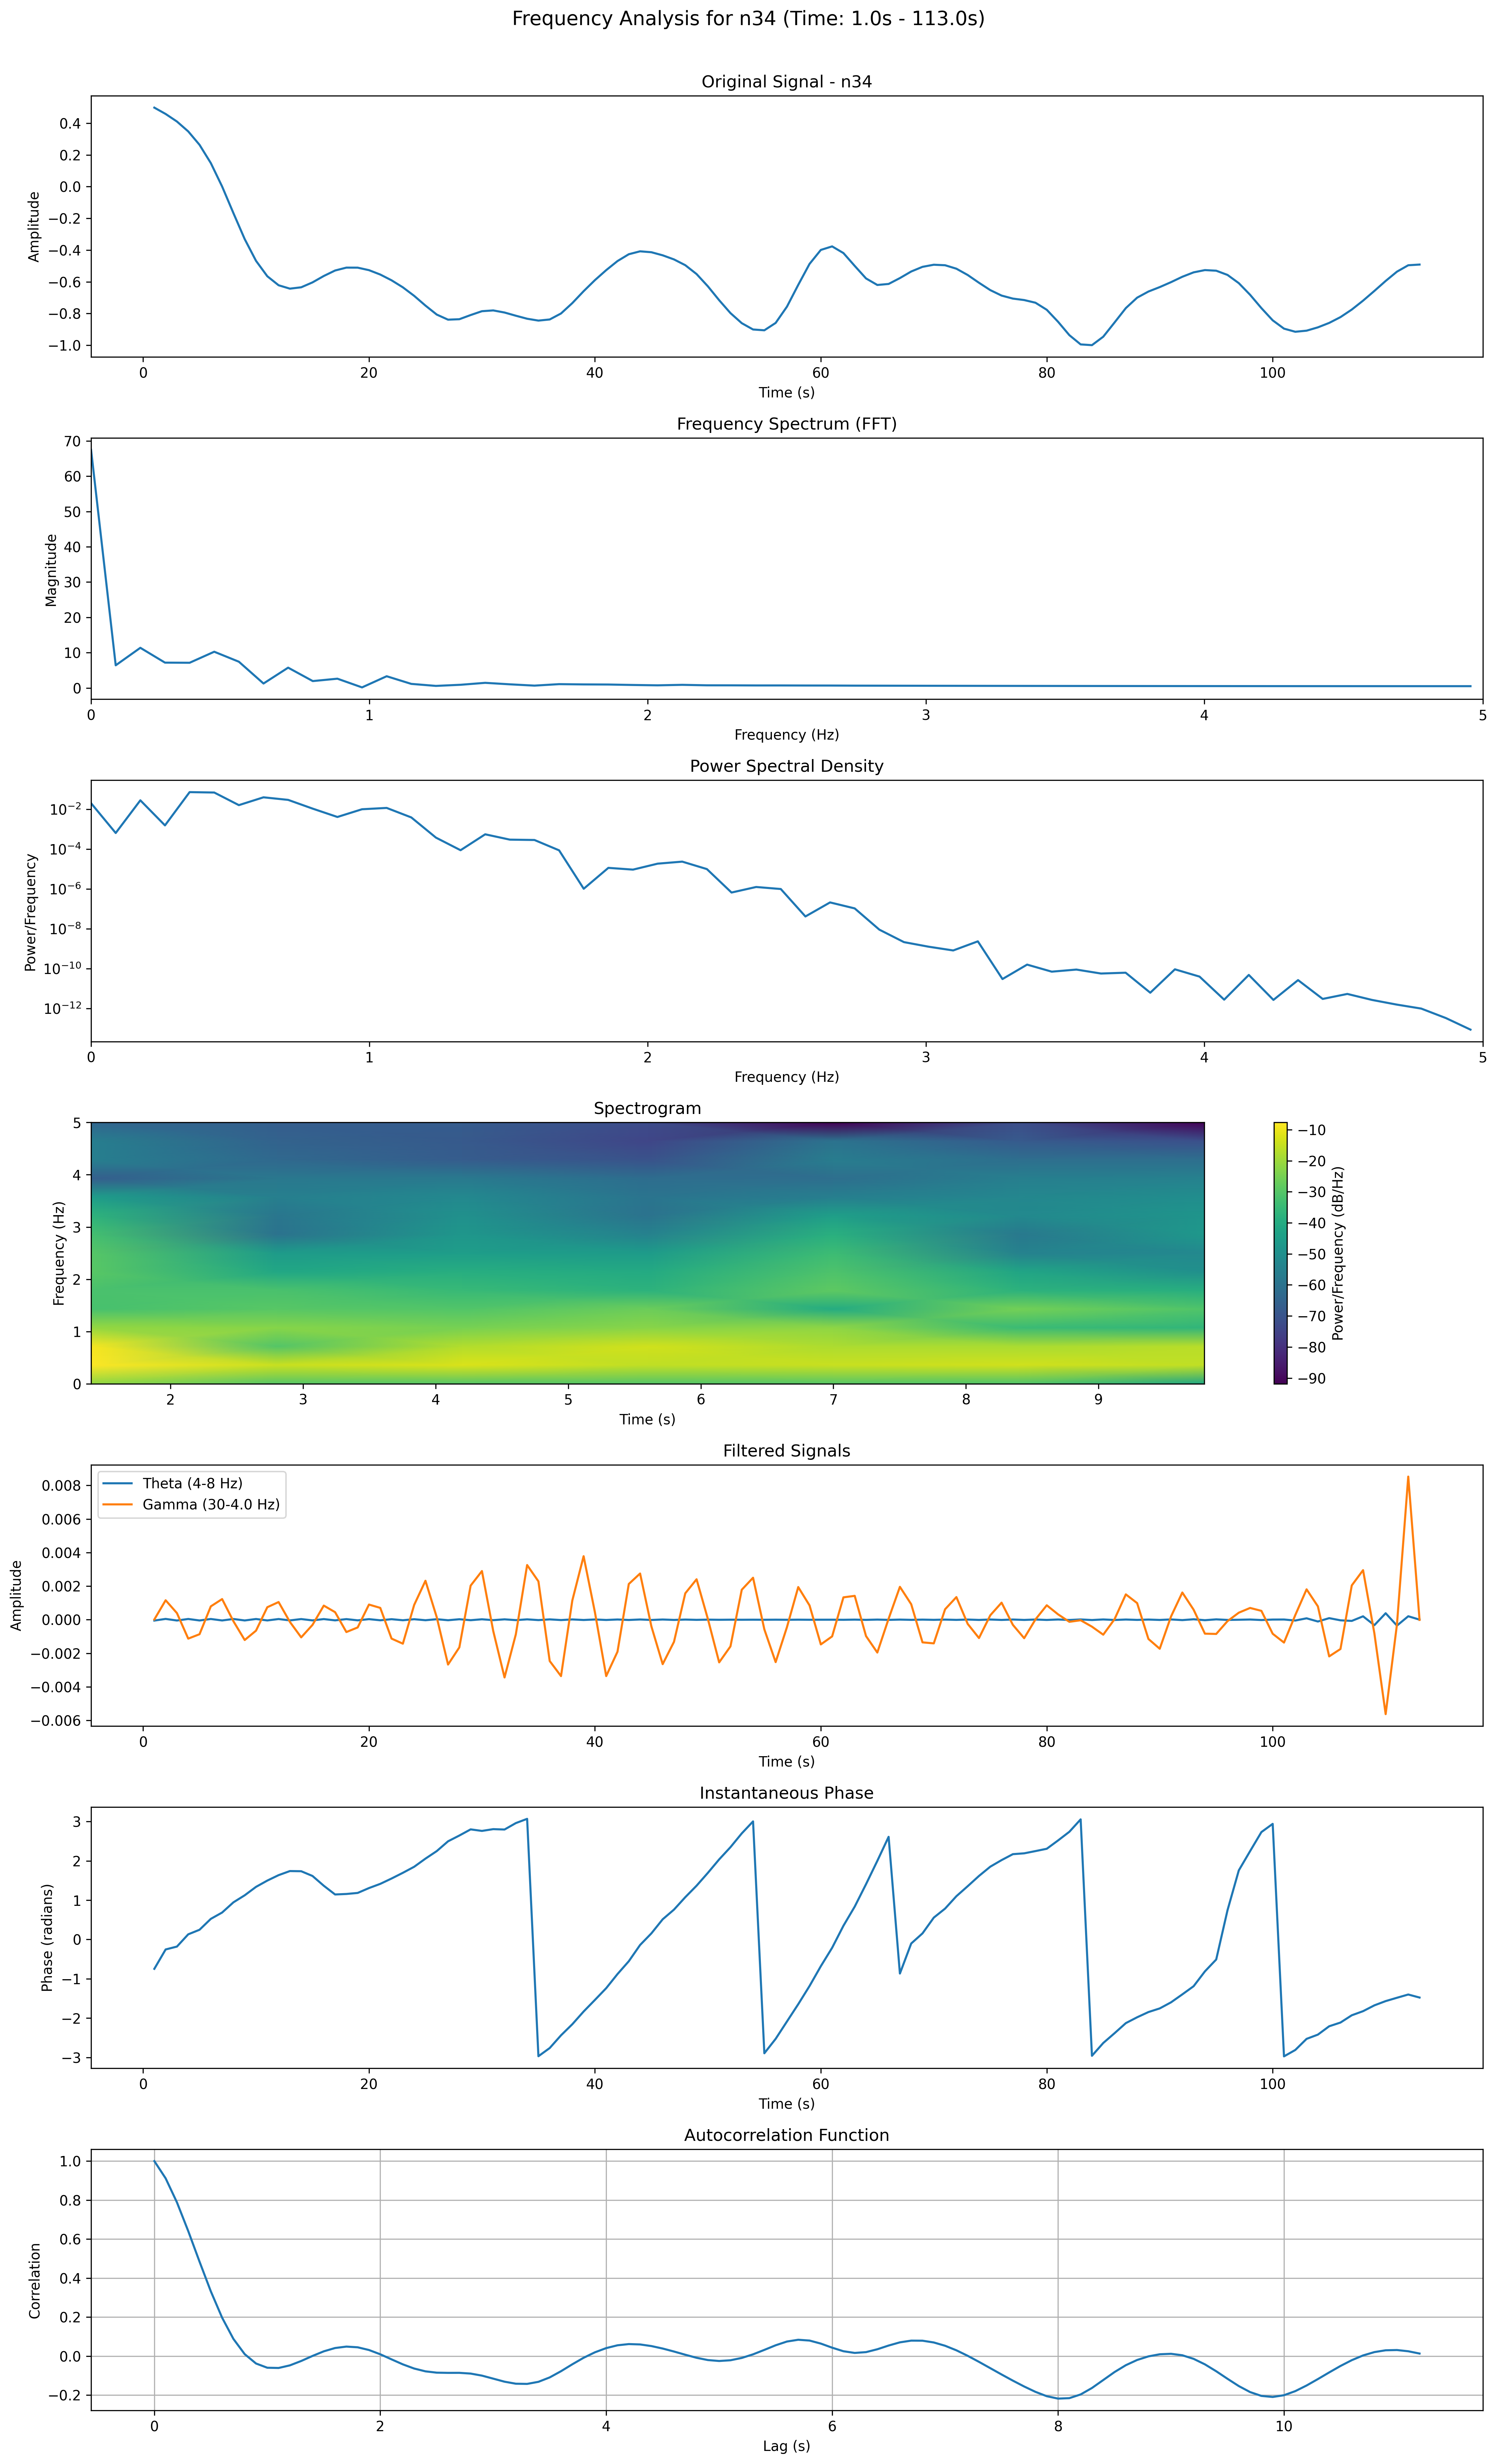 Frequency Analysis for n34 (Time: 1.0s - 113.0s)
Original Signal - n34
Amplitude
0.4
0.2
0.0
−0.2
−0.4
−0.6
−0.8
−1.0
0 20 40 60 80 100
Time (s)
Frequency Spectrum (FFT)
Magnitude
70
60
50
40
30
20
10
0
0 1 2 3 4 5
Frequency (Hz)
Power Spectral Density
Power/Frequency
10⁻²
10⁻⁴
10⁻⁶
10⁻⁸
10⁻¹⁰
10⁻¹²
0 1 2 3 4 5
Frequency (Hz)
Spectrogram
Frequency (Hz)
5
4
3
2
1
0
2 3 4 5 6 7 8 9
Time (s)
−10
−20
−30
−40
−50
−60
−70
−80
−90
Power/Frequency (dB/Hz)
Filtered Signals
Theta (4-8 Hz)
Gamma (30-4.0 Hz)
Amplitude
0.008
0.006
0.004
0.002
0.000
−0.002
−0.004
−0.006
0 20 40 60 80 100
Time (s)
Instantaneous Phase
Phase (radians)
3
2
1
0
−1
−2
−3
0 20 40 60 80 100
Time (s)
Autocorrelation Function
Correlation
1.0
0.8
0.6
0.4
0.2
0.0
−0.2
0 2 4 6 8 10
Lag (s)